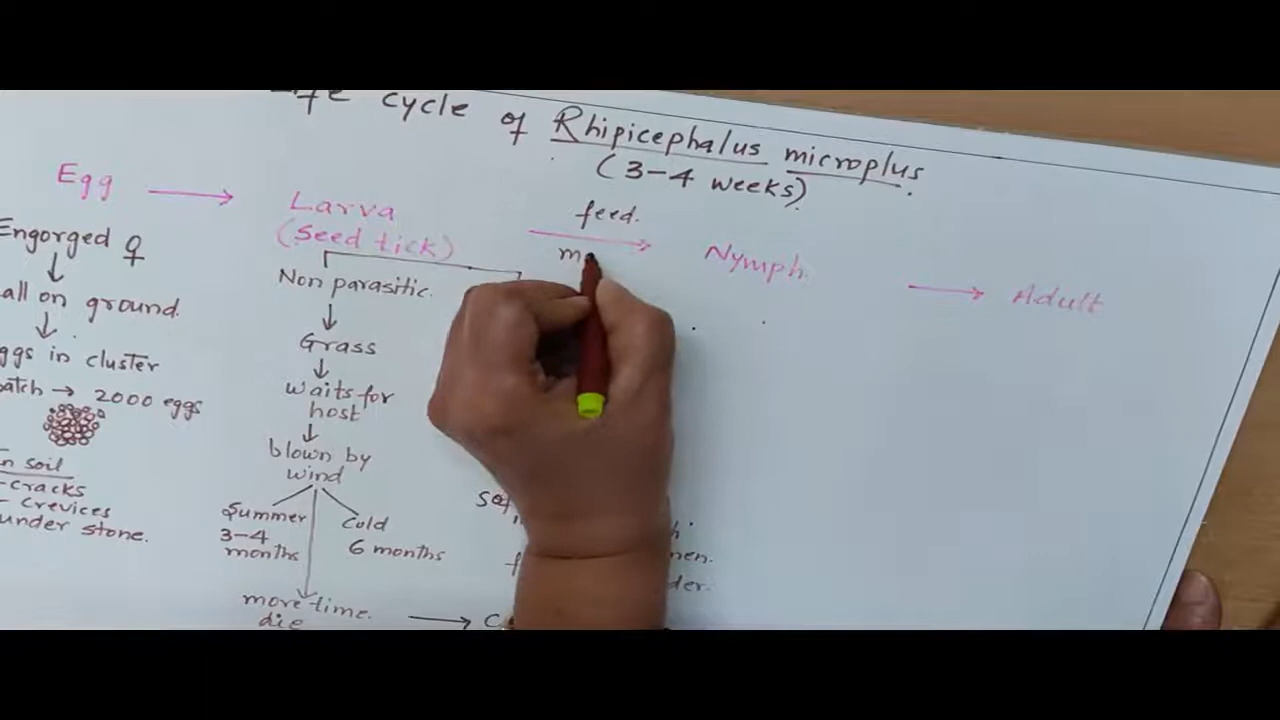 cycle of Rhipicephalus microplus
(3-4 weeks)
Egg → Larva
(Seed tick)
feed.
Nymph.
→ Adult
Engorged ♀
↓
all on ground.
↓
ggs in cluster
batch → 2000 eggs
in soil
-cracks
- crevices
under stone.
Non parasitic.
↓
Grass
↓
waits for
host
↓
blown by
wind
Summer
3-4
months
Cold
6 months
more time.
die
→